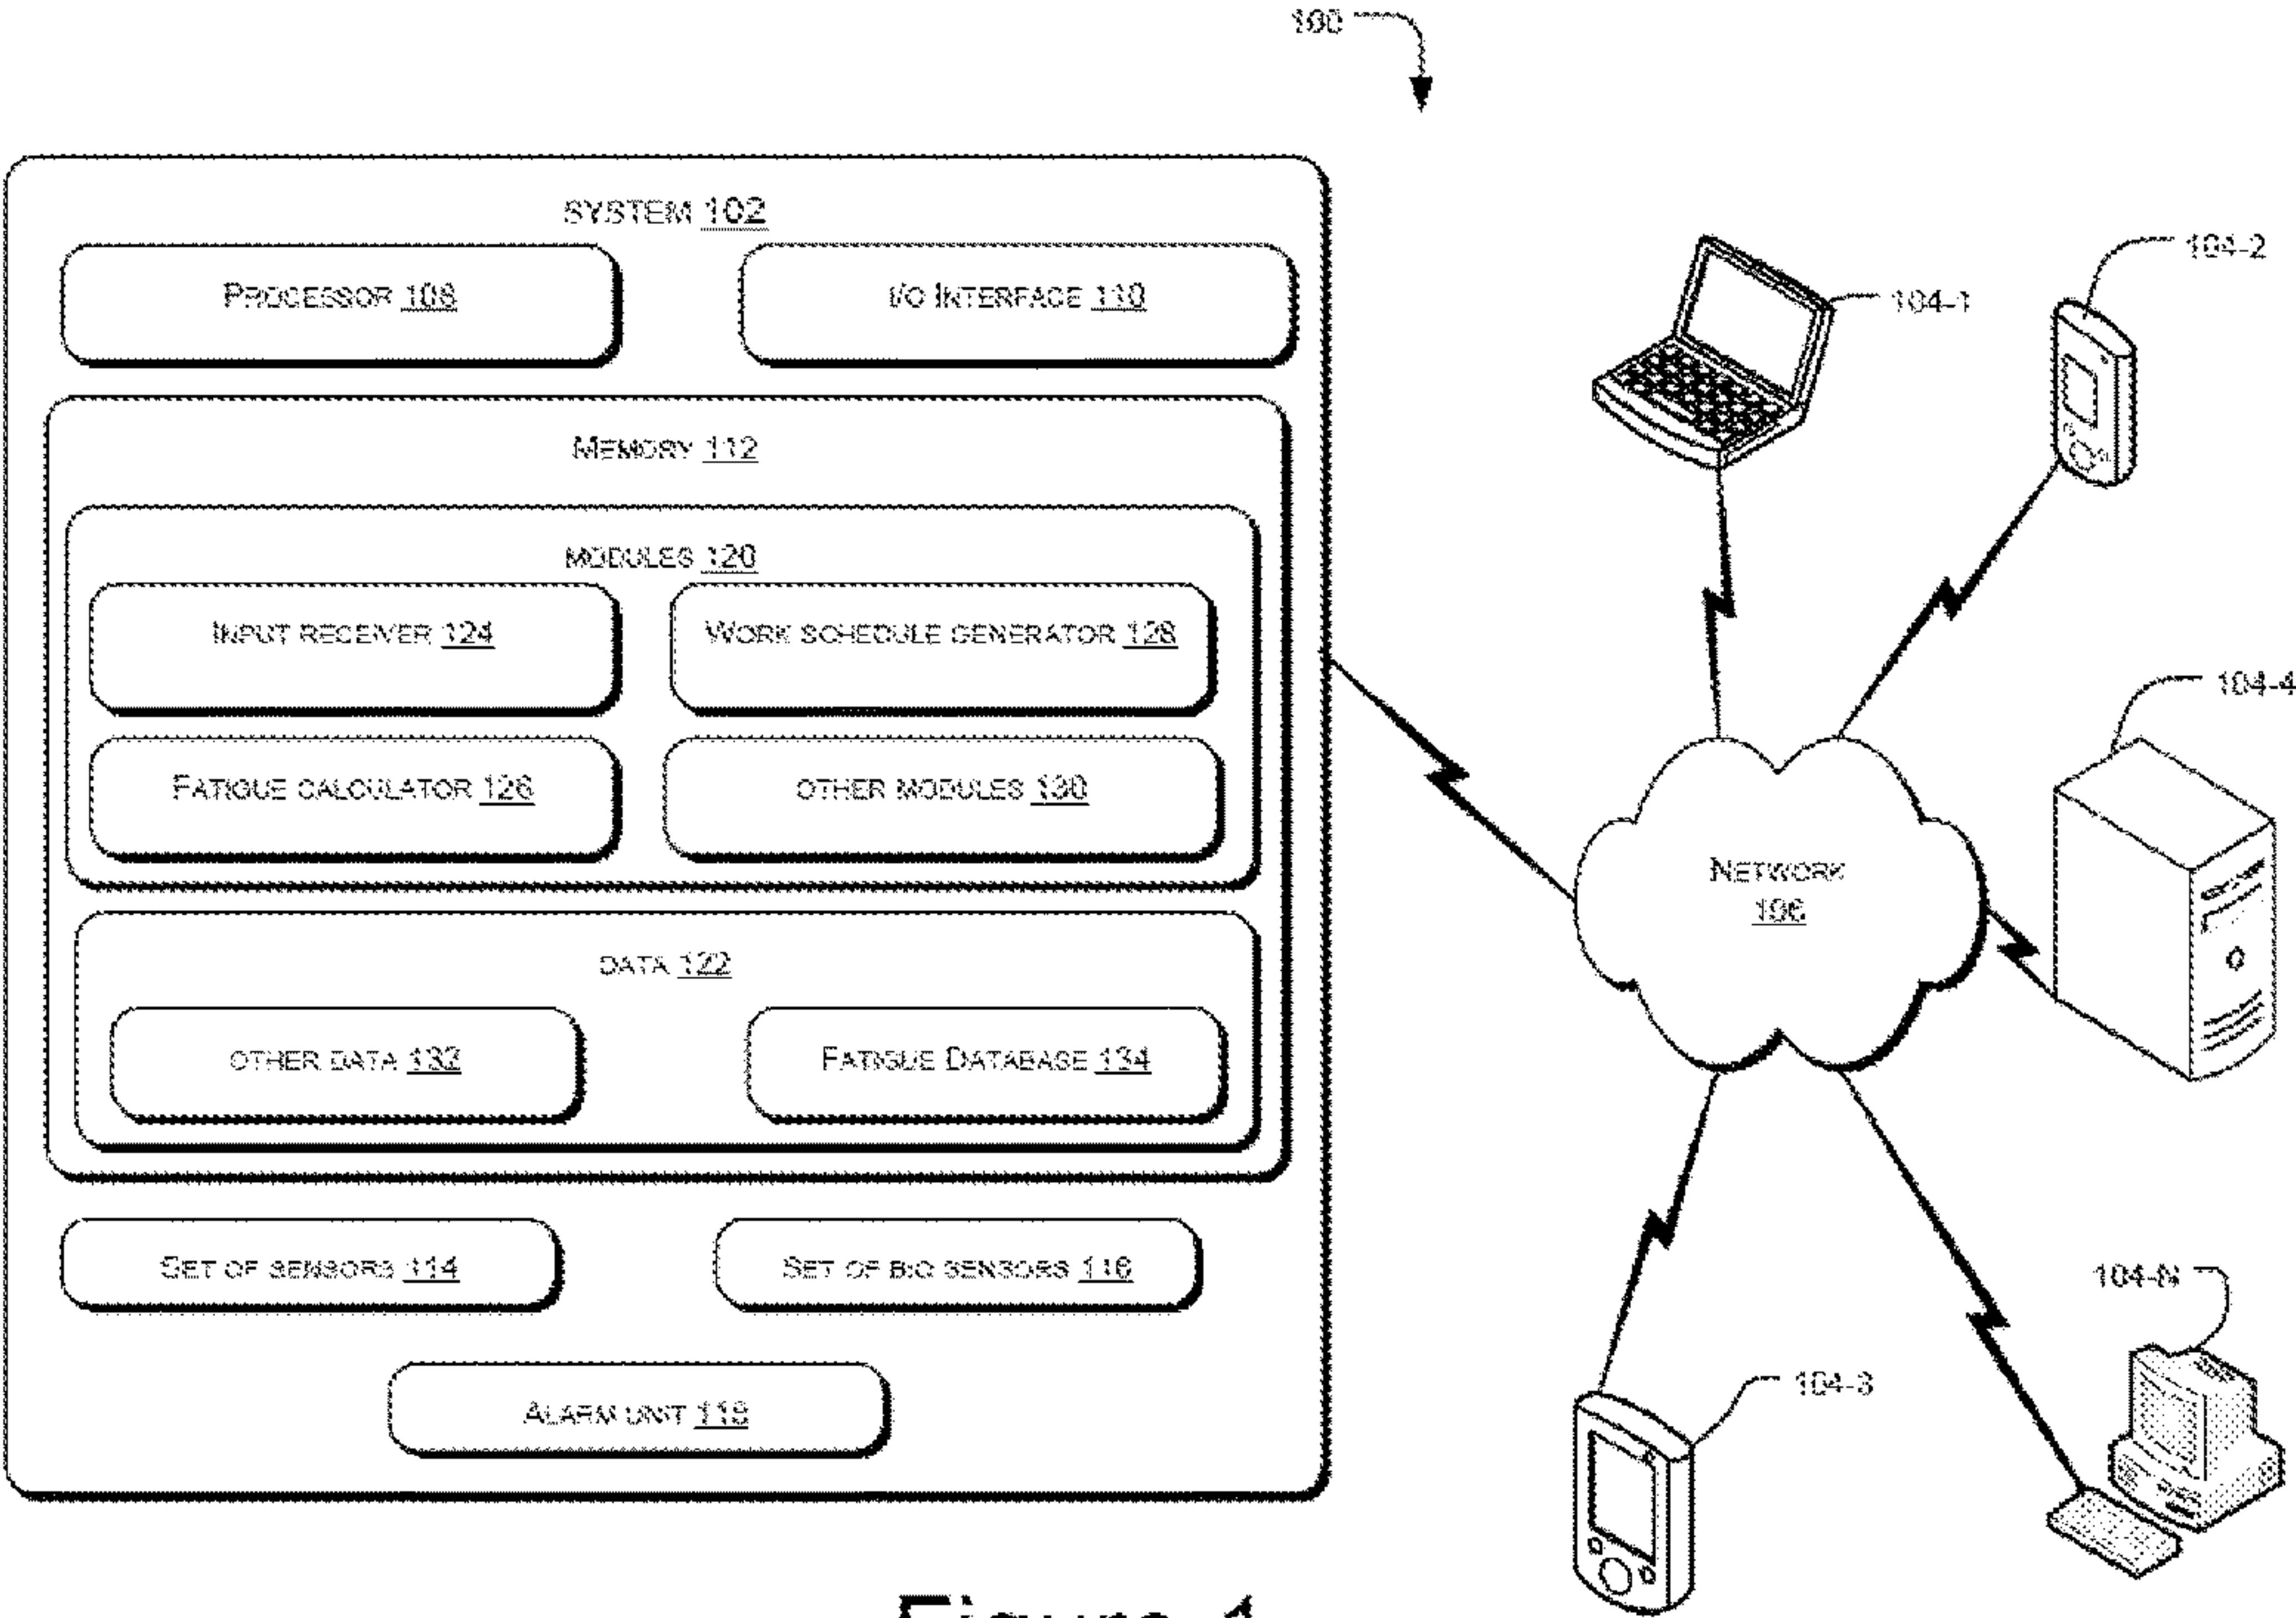 100
SYSTEM 102
PROCESSOR 108
I/O INTERFACE 110
MEMORY 112
MODULES 120
INPUT RECEIVER 124
WORK SCHEDULE GENERATOR 128
FATIGUE CALCULATOR 126
OTHER MODULES 130
DATA 122
OTHER DATA 132
FATIGUE DATABASE 134
SET OF SENSORS 114
SET OF BIO SENSORS 116
ALARM UNIT 118
104-1
104-2
104-4
NETWORK
106
104-3
104-N
Figure 1